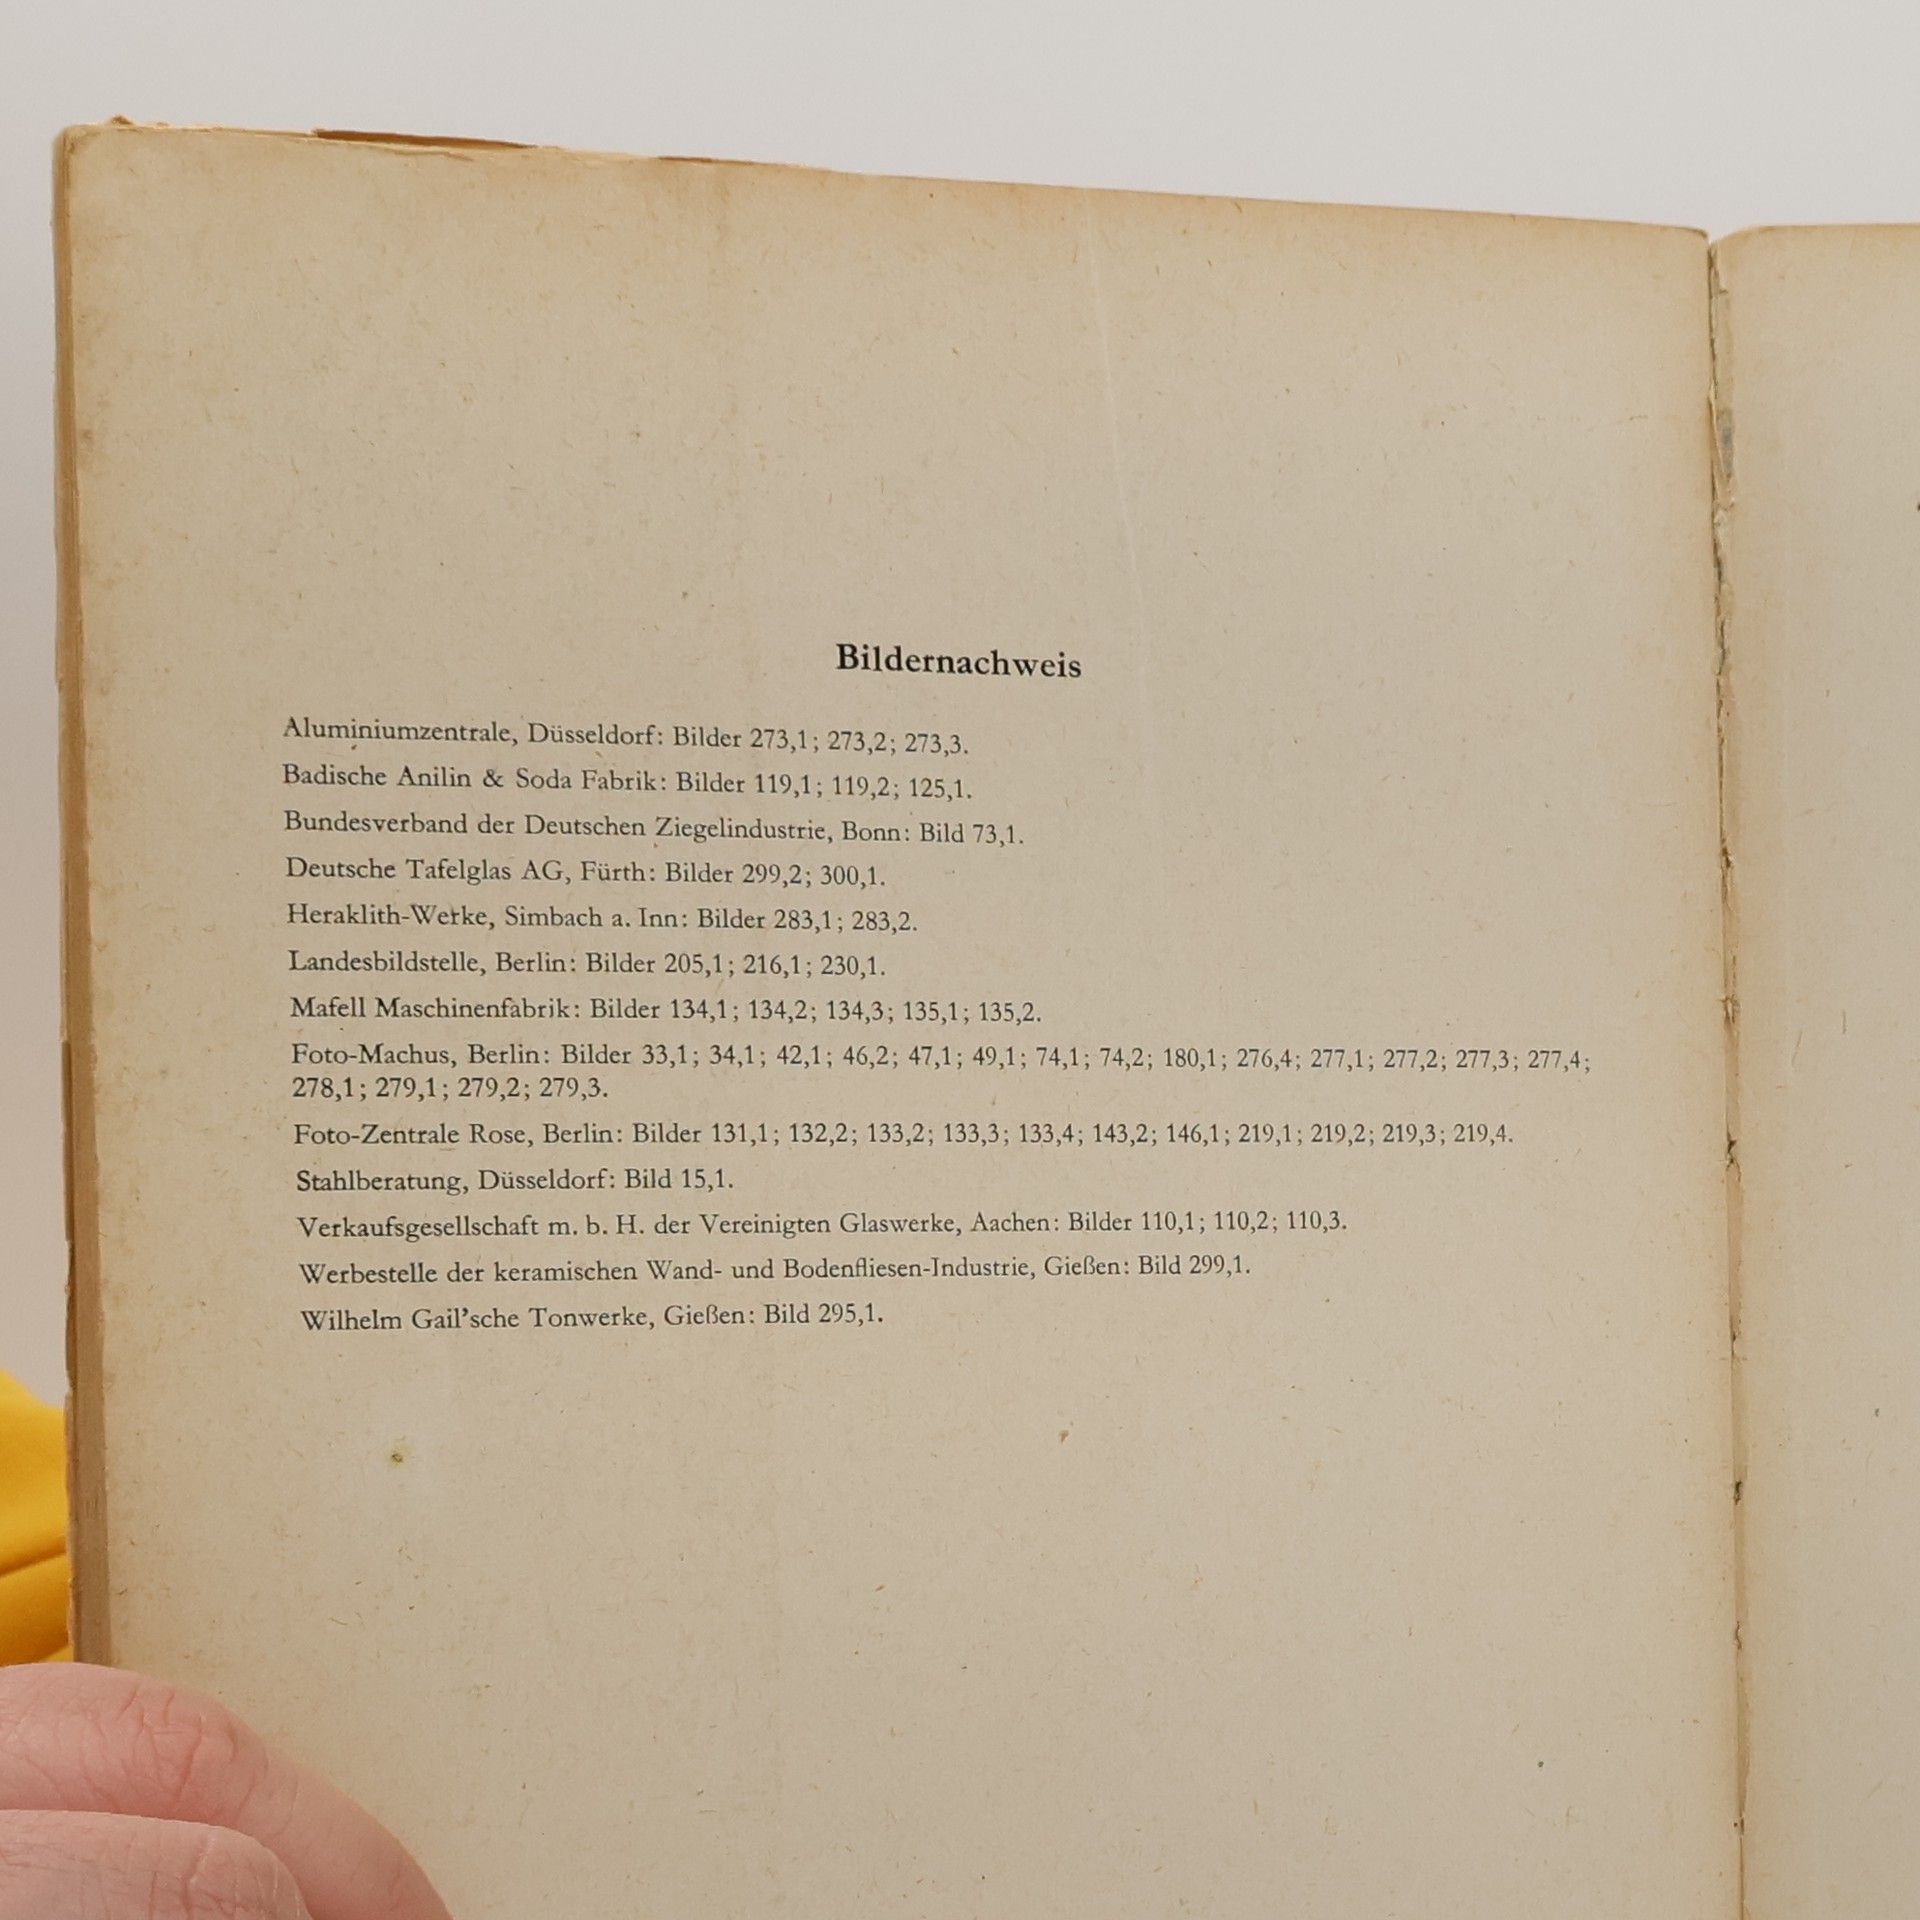 Bildernachweis
Aluminiumzentrale, Düsseldorf: Bilder 273,1; 273,2; 273,3.
Badische Anilin & Soda Fabrik: Bilder 119,1; 119,2; 125,1.
Bundesverband der Deutschen Ziegelindustrie, Bonn: Bild 73,1.
Deutsche Tafelglas AG, Fürth: Bilder 299,2; 300,1.
Heraklith-Werke, Simbach a. Inn: Bilder 283,1; 283,2.
Landesbildstelle, Berlin: Bilder 205,1; 216,1; 230,1.
Mafell Maschinenfabrik: Bilder 134,1; 134,2; 134,3; 135,1; 135,2.
Foto-Machus, Berlin: Bilder 33,1; 34,1; 42,1; 46,2; 47,1; 49,1; 74,1; 74,2; 180,1; 276,4; 277,1; 277,2; 277,3; 277,4;
278,1; 279,1; 279,2; 279,3.
Foto-Zentrale Rose, Berlin: Bilder 131,1; 132,2; 133,2; 133,3; 133,4; 143,2; 146,1; 219,1; 219,2; 219,3; 219,4.
Stahlberatung, Düsseldorf: Bild 15,1.
Verkaufsgesellschaft m. b. H. der Vereinigten Glaswerke, Aachen: Bilder 110,1; 110,2; 110,3.
Werbestelle der keramischen Wand- und Bodenfliesen-Industrie, Gießen: Bild 299,1.
Wilhelm Gail'sche Tonwerke, Gießen: Bild 295,1.